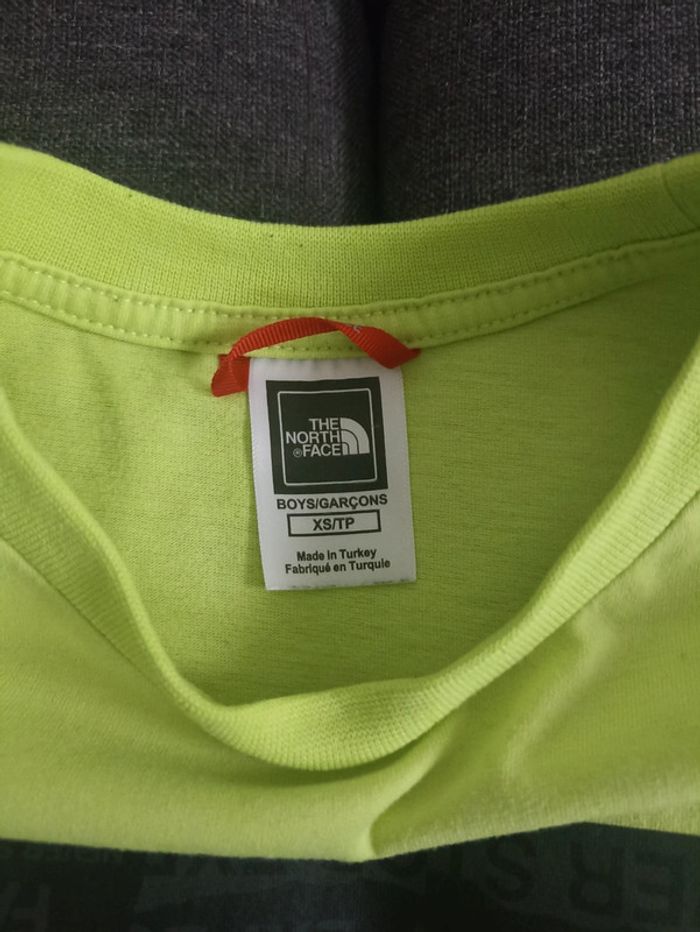 THE
NORTH
®FACE
BOYS/GARÇONS
XS/TP
Made in Turkey
Fabriqué en Turquie